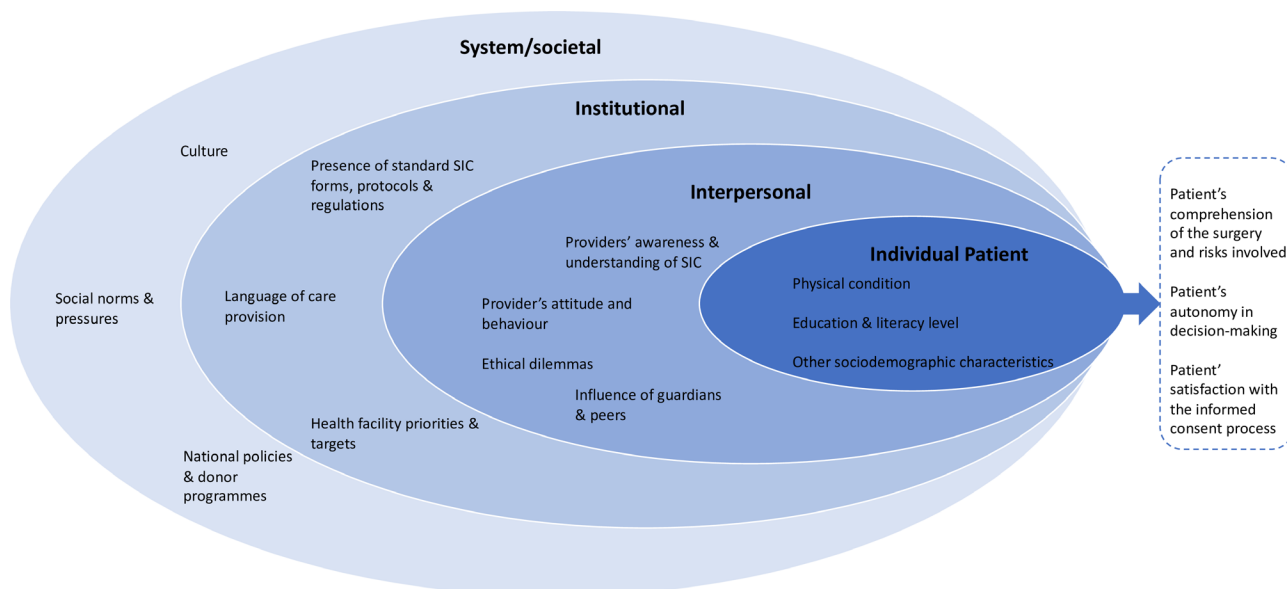 System/societal
Culture
Social norms &
pressures
National policies
& donor
programmes
Institutional
Presence of standard SIC
forms, protocols &
regulations
Language of care
provision
Health facility priorities &
targets
Interpersonal
Providers' awareness &
understanding of SIC
Provider's attitude and
behaviour
Ethical dilemmas
Influence of guardians
& peers
Individual Patient
Physical condition
Education & literacy level
Other sociodemographic characteristics
Patient's
comprehension
of the surgery
and risks involved
Patient's
autonomy in
decision-making
Patient'
satisfaction with
the informed
consent process